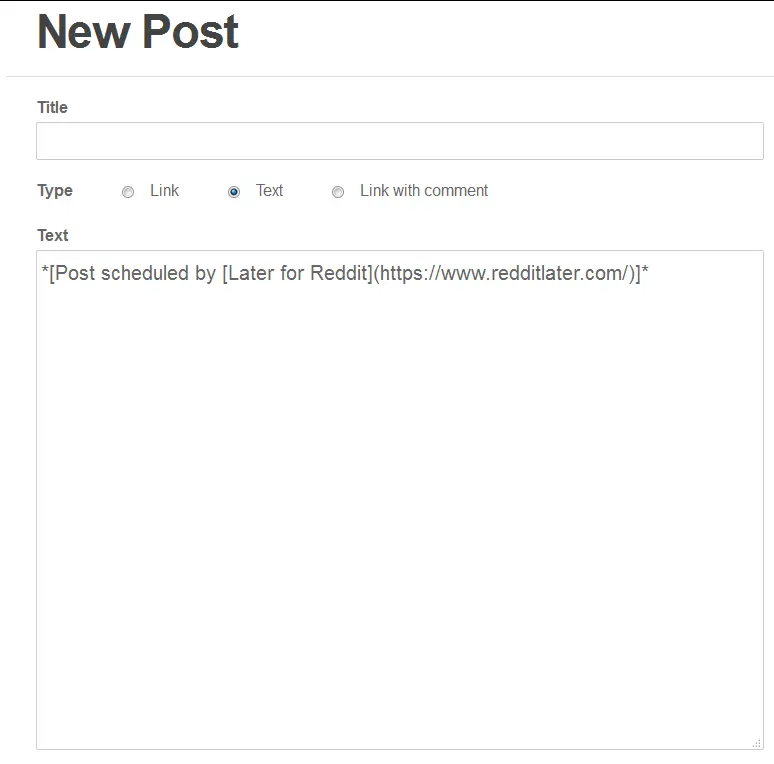 New Post
Title
Type Link Text Link with comment
Text
*[Post scheduled by [Later for Reddit](https://www.redditlater.com/)]*